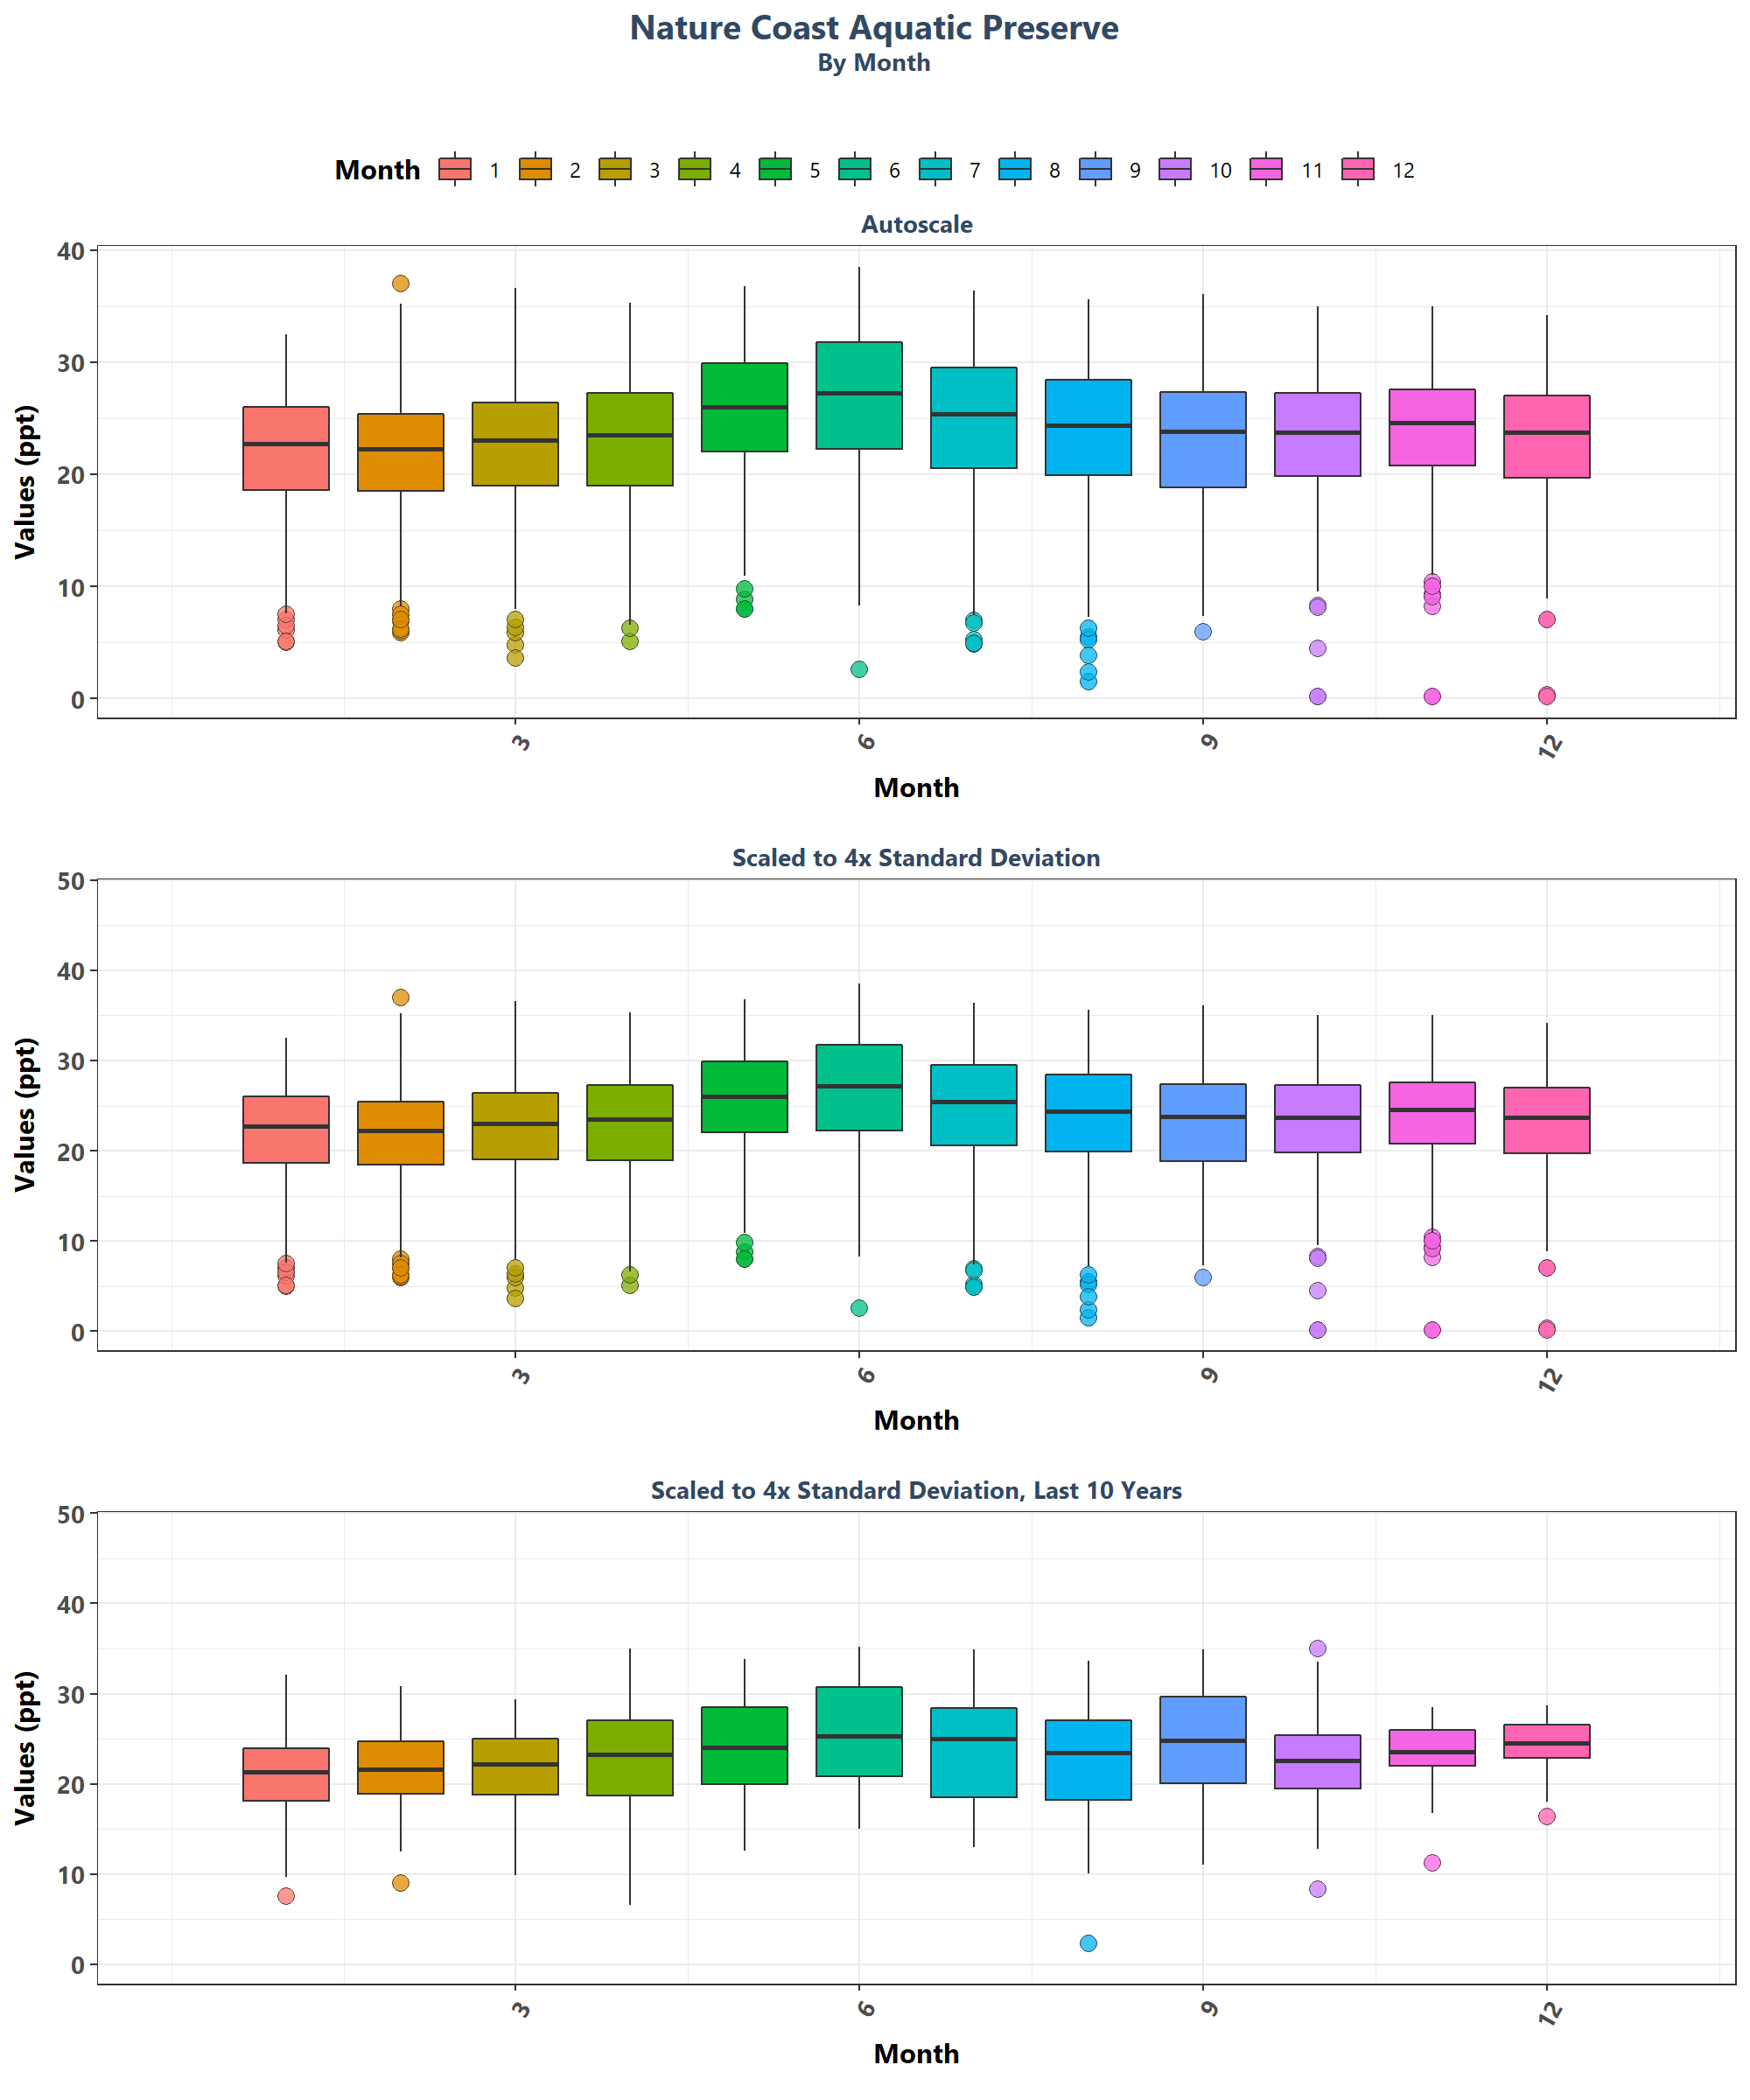 Nature Coast Aquatic Preserve
By Month
Month 1 2 3 4 5 6 7 8 9 10 11 12
Autoscale
Values (ppt)
40
30
20
10
0
3 6 9 12
Month
Scaled to 4x Standard Deviation
Values (ppt)
50
40
30
20
10
0
3 6 9 12
Month
Scaled to 4x Standard Deviation, Last 10 Years
Values (ppt)
50
40
30
20
10
0
3 6 9 12
Month